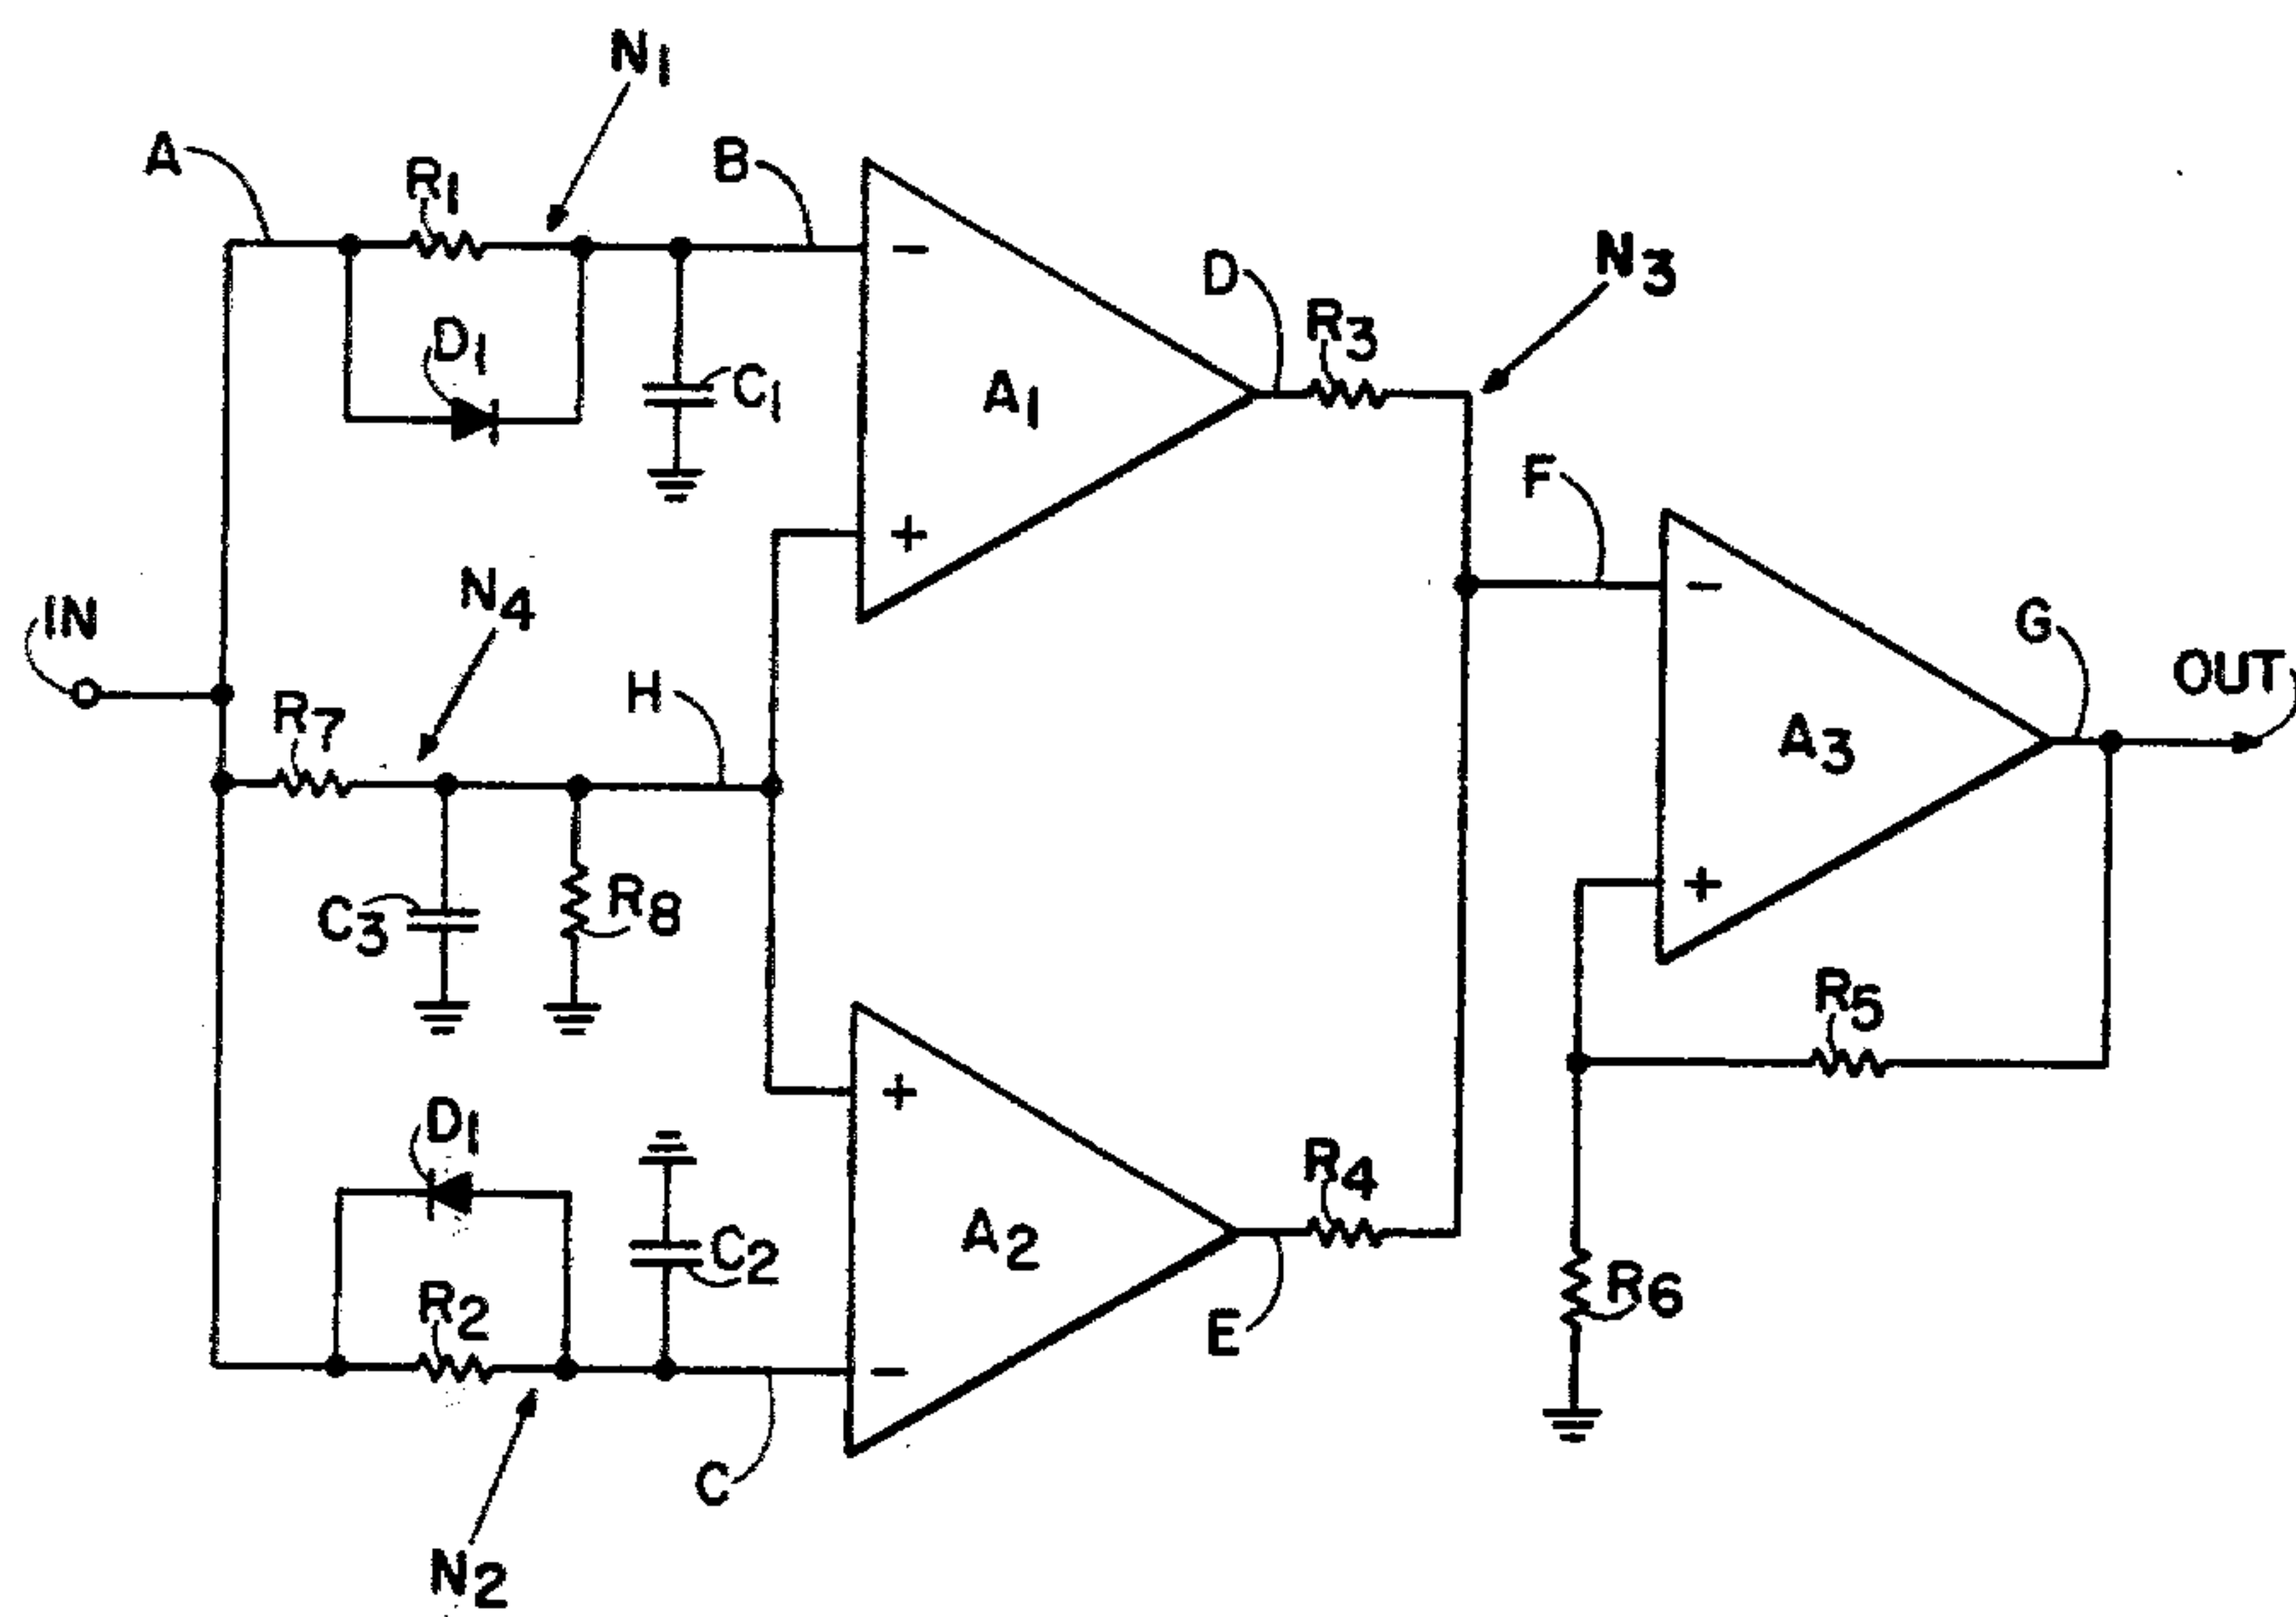 N1
A
R1
B
D1
C1
A1
D
R3
N3
F
IN
N4
R7
H
C3
R8
G
OUT
A3
R5
D1
C2
R2
A2
R4
E
R6
C
N2
- + + - - +